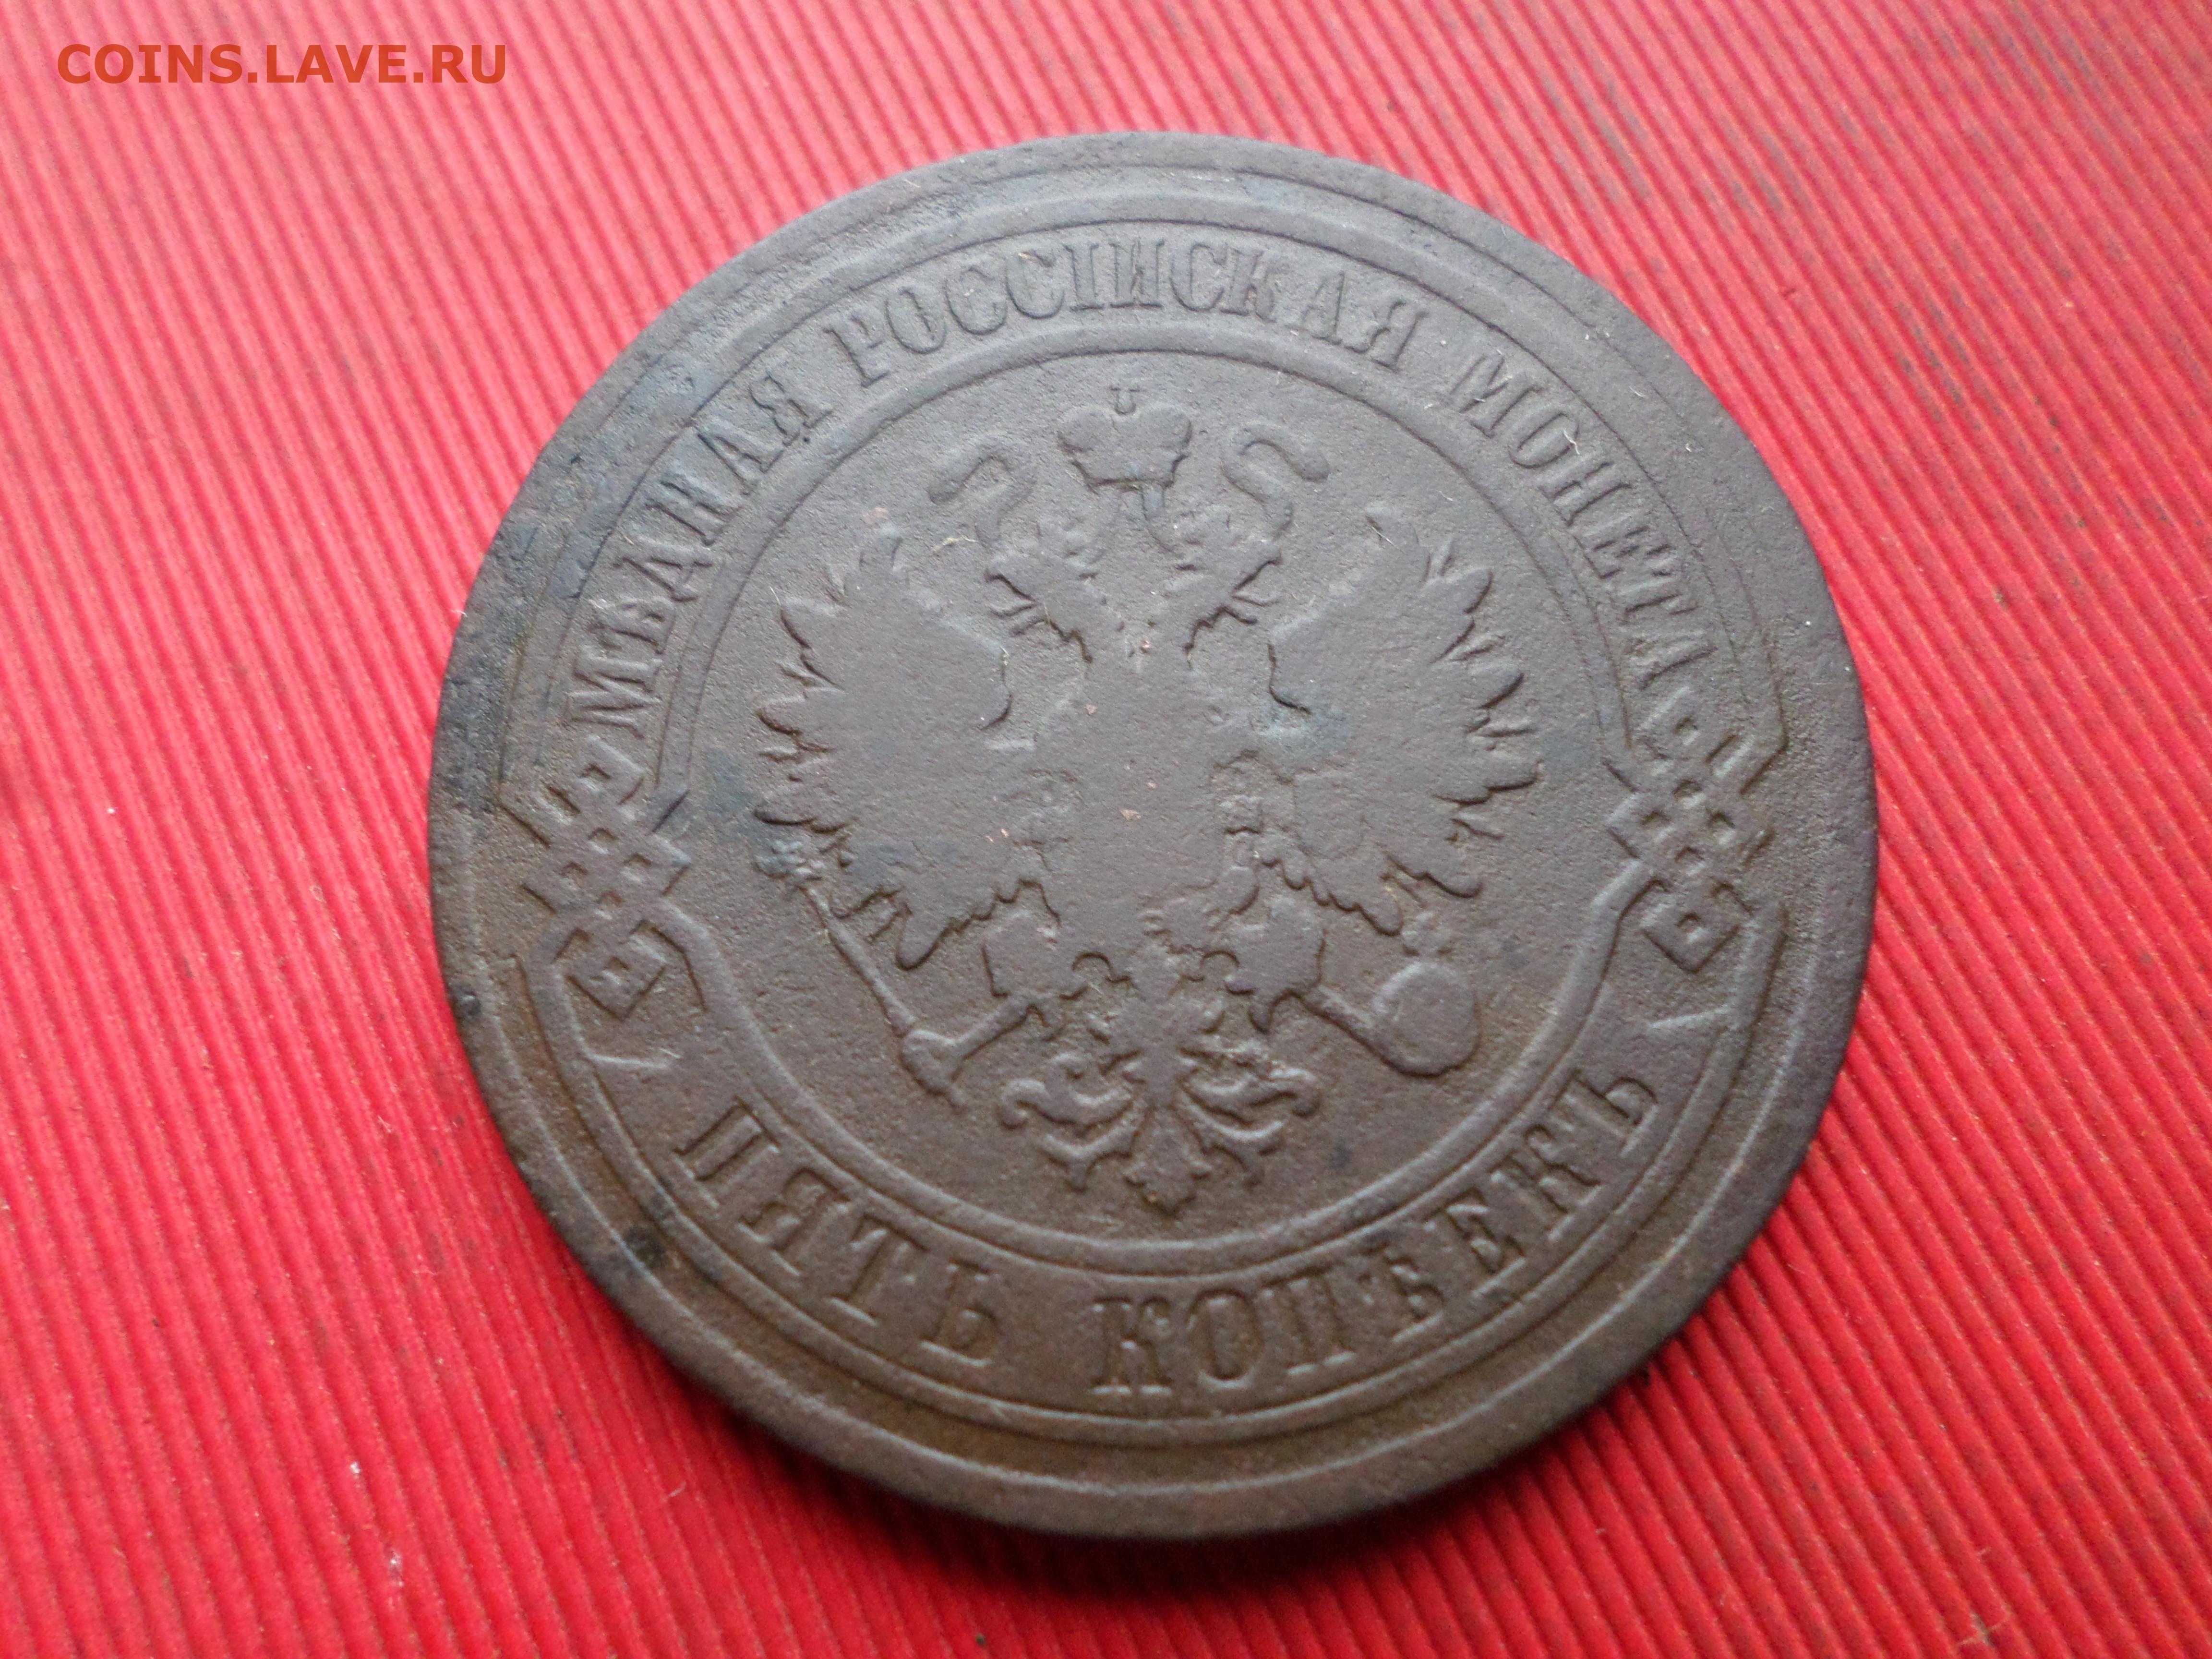 COINS.LAVE.RU
МѢДНАЯ РОССІЙСКАЯ МОНЕТА
ПЯТЬ КОПѢЕКЪ